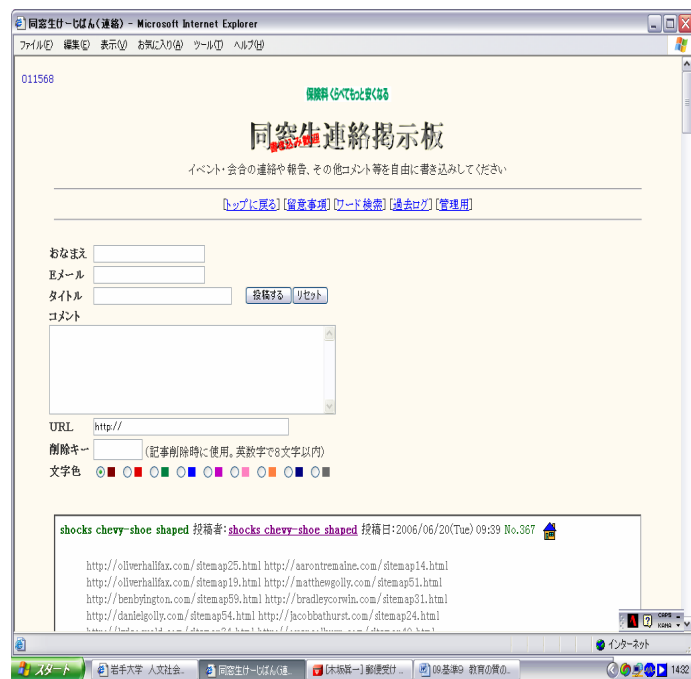 同窓生けーじばん(連絡) - Microsoft Internet Explorer
ファイル(F) 編集(E) 表示(V) お気に入り(A) ツール(T) ヘルプ(H)
011568
保険料くらべてもっと安くなる
同窓生連絡掲示板
書き込み歓迎
イベント・会合の連絡や報告、その他コメント等を自由に書き込みしてください
[トップに戻る] [留意事項] [ワード検索] [過去ログ] [管理用]
おなまえ
Eメール
タイトル 投稿する リセット
コメント
URL http://
削除キー (記事削除時に使用。英数字で8文字以内)
文字色
shocks chevy-shoe shaped 投稿者:shocks chevy-shoe shaped 投稿日:2006/06/20(Tue) 09:39 No.367
http://oliverhallfax.com/sitemap25.html http://aarontremalne.com/sitemap14.html
http://oliverhallfax.com/sitemap19.html http://matthewgolly.com/sitemap51.html
http://benbyington.com/sitemap59.html http://bradleycorwin.com/sitemap31.html
http://danielgolly.com/sitemap54.html http://jacobbathurst.com/sitemap24.html
A CAPS KANA
インターネット
スタート 岩手大学 人文社会... 同窓生けーじばん(連... [木坂眞一] 郵便受け ... 09.基準9 教育の質の... 14:32